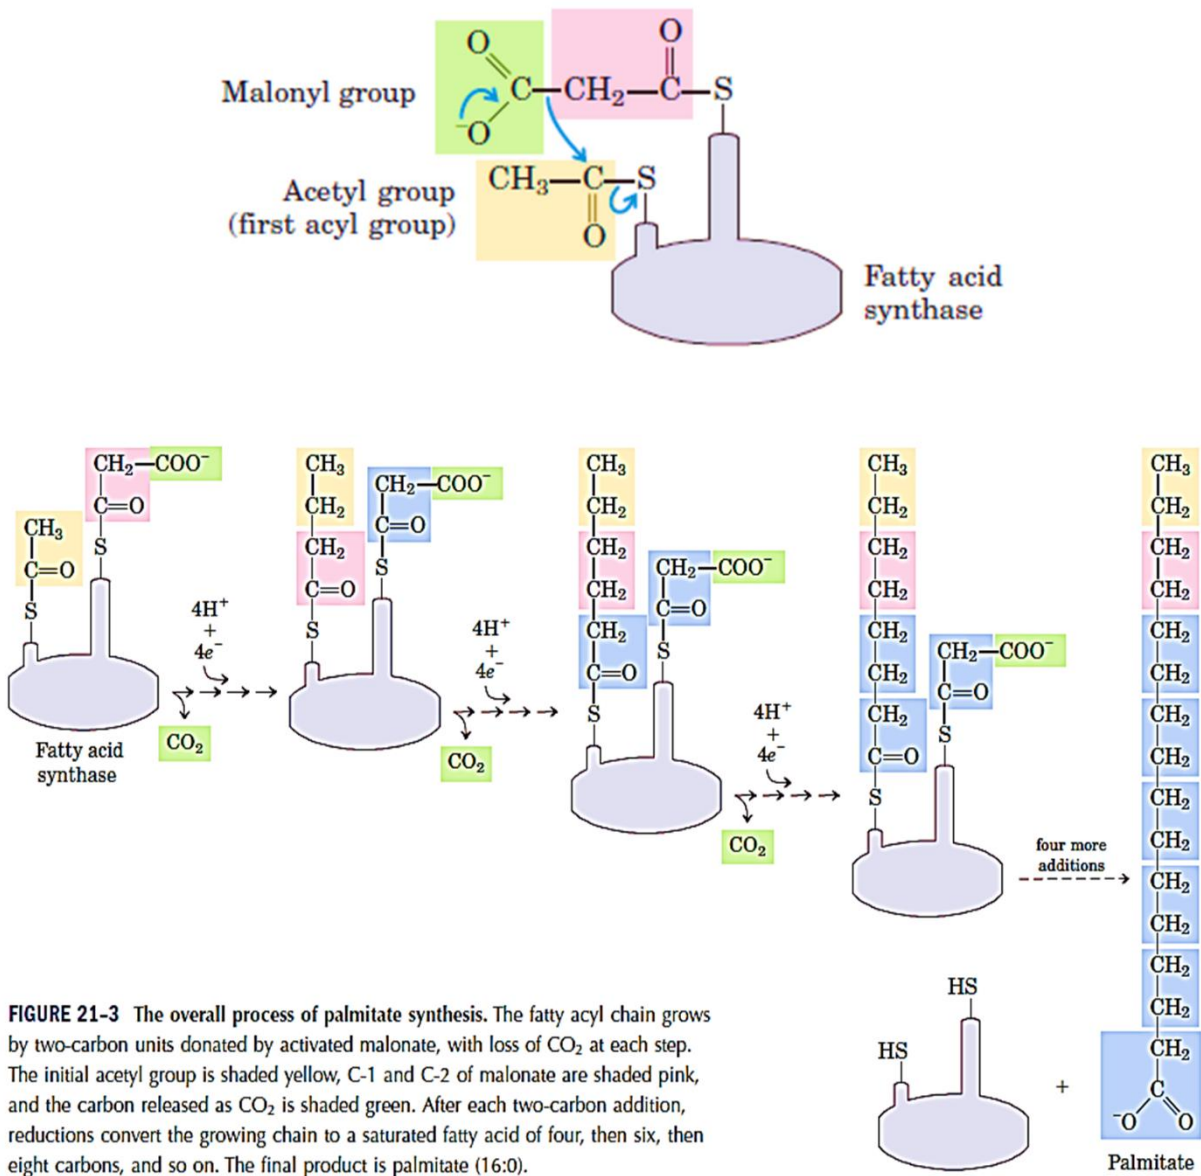 O
O
C—CH₂—C—S
Malonyl group
⁻O
CH₃—C—S
Acetyl group
(first acyl group)
O
Fatty acid
synthase
CH₂—COO⁻
C=O
S
CH₃
C=O
S
4H⁺
+
4e⁻
CO₂
Fatty acid
synthase
CH₃
CH₂
CH₂
C=O
S
CH₂—COO⁻
C=O
S
4H⁺
+
4e⁻
CO₂
CH₃
CH₂
CH₂
CH₂
CH₂
C=O
S
CH₂—COO⁻
C=O
S
4H⁺
+
4e⁻
CO₂
CH₃
CH₂
CH₂
CH₂
CH₂
CH₂
CH₂
C=O
S
CH₂—COO⁻
C=O
S
four more
additions
CH₃
CH₂
CH₂
CH₂
CH₂
CH₂
CH₂
CH₂
CH₂
CH₂
CH₂
CH₂
CH₂
CH₂
CH₂
C
⁻O O
Palmitate
HS
HS
+
FIGURE 21–3 The overall process of palmitate synthesis. The fatty acyl chain grows
by two-carbon units donated by activated malonate, with loss of CO₂ at each step.
The initial acetyl group is shaded yellow, C-1 and C-2 of malonate are shaded pink,
and the carbon released as CO₂ is shaded green. After each two-carbon addition,
reductions convert the growing chain to a saturated fatty acid of four, then six, then
eight carbons, and so on. The final product is palmitate (16:0).